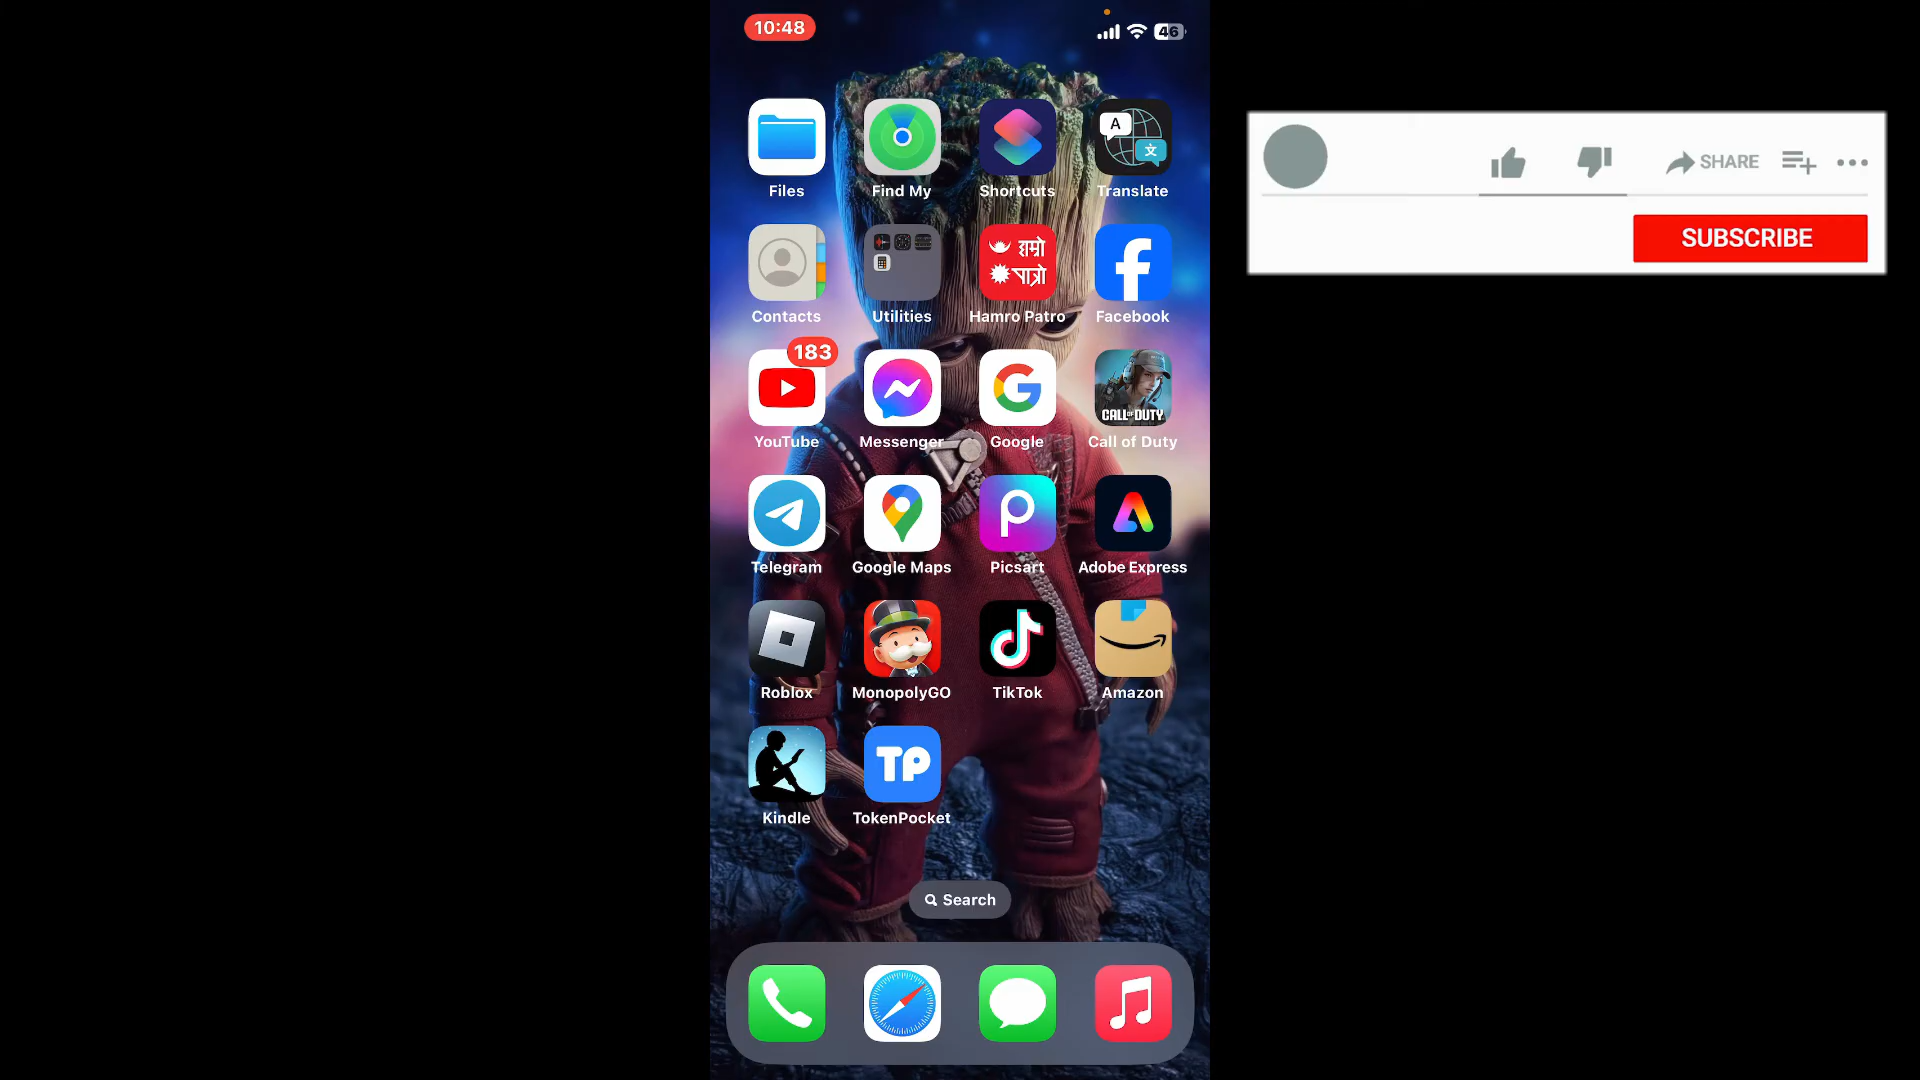 10:48
46
SHARE
SUBSCRIBE
A
文
Files
Find My
Shortcuts
Translate
हाम्रो
पात्रो
Contacts
Utilities
Hamro Patro
Facebook
183
CALL OF DUTY
YouTube
Messenger
Google
Call of Duty
Telegram
Google Maps
Picsart
Adobe Express
Roblox
MonopolyGO
TikTok
Amazon
TP
Kindle
TokenPocket
Search